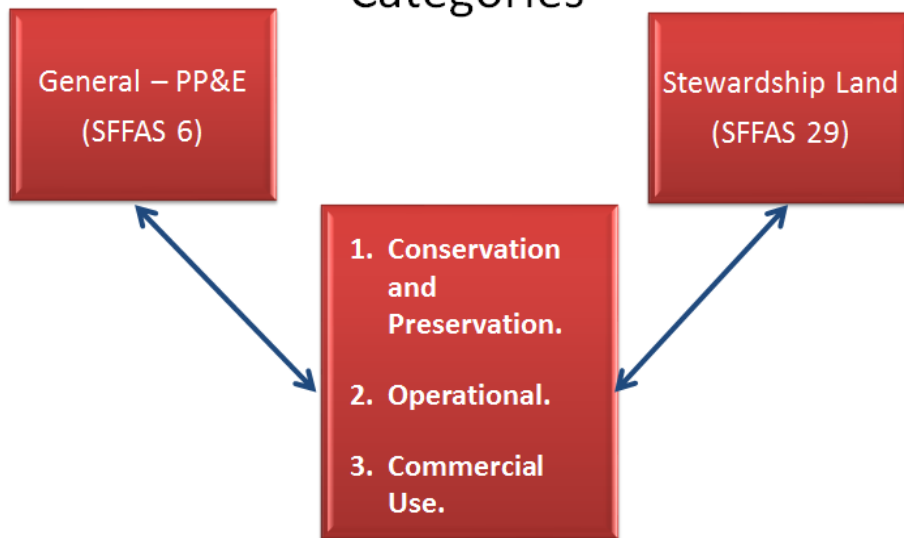 Categories
General – PP&E
(SFFAS 6)
Stewardship Land
(SFFAS 29)
1. Conservation
and
Preservation.
2. Operational.
3. Commercial
Use.